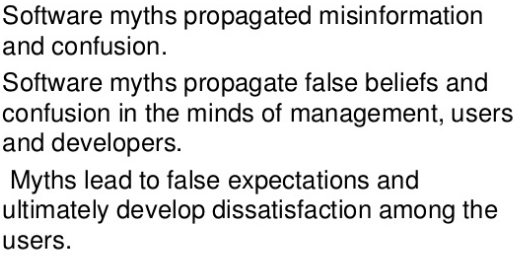 Software myths propagated misinformation
and confusion.
Software myths propagate false beliefs and
confusion in the minds of management, users
and developers.
Myths lead to false expectations and
ultimately develop dissatisfaction among the
users.